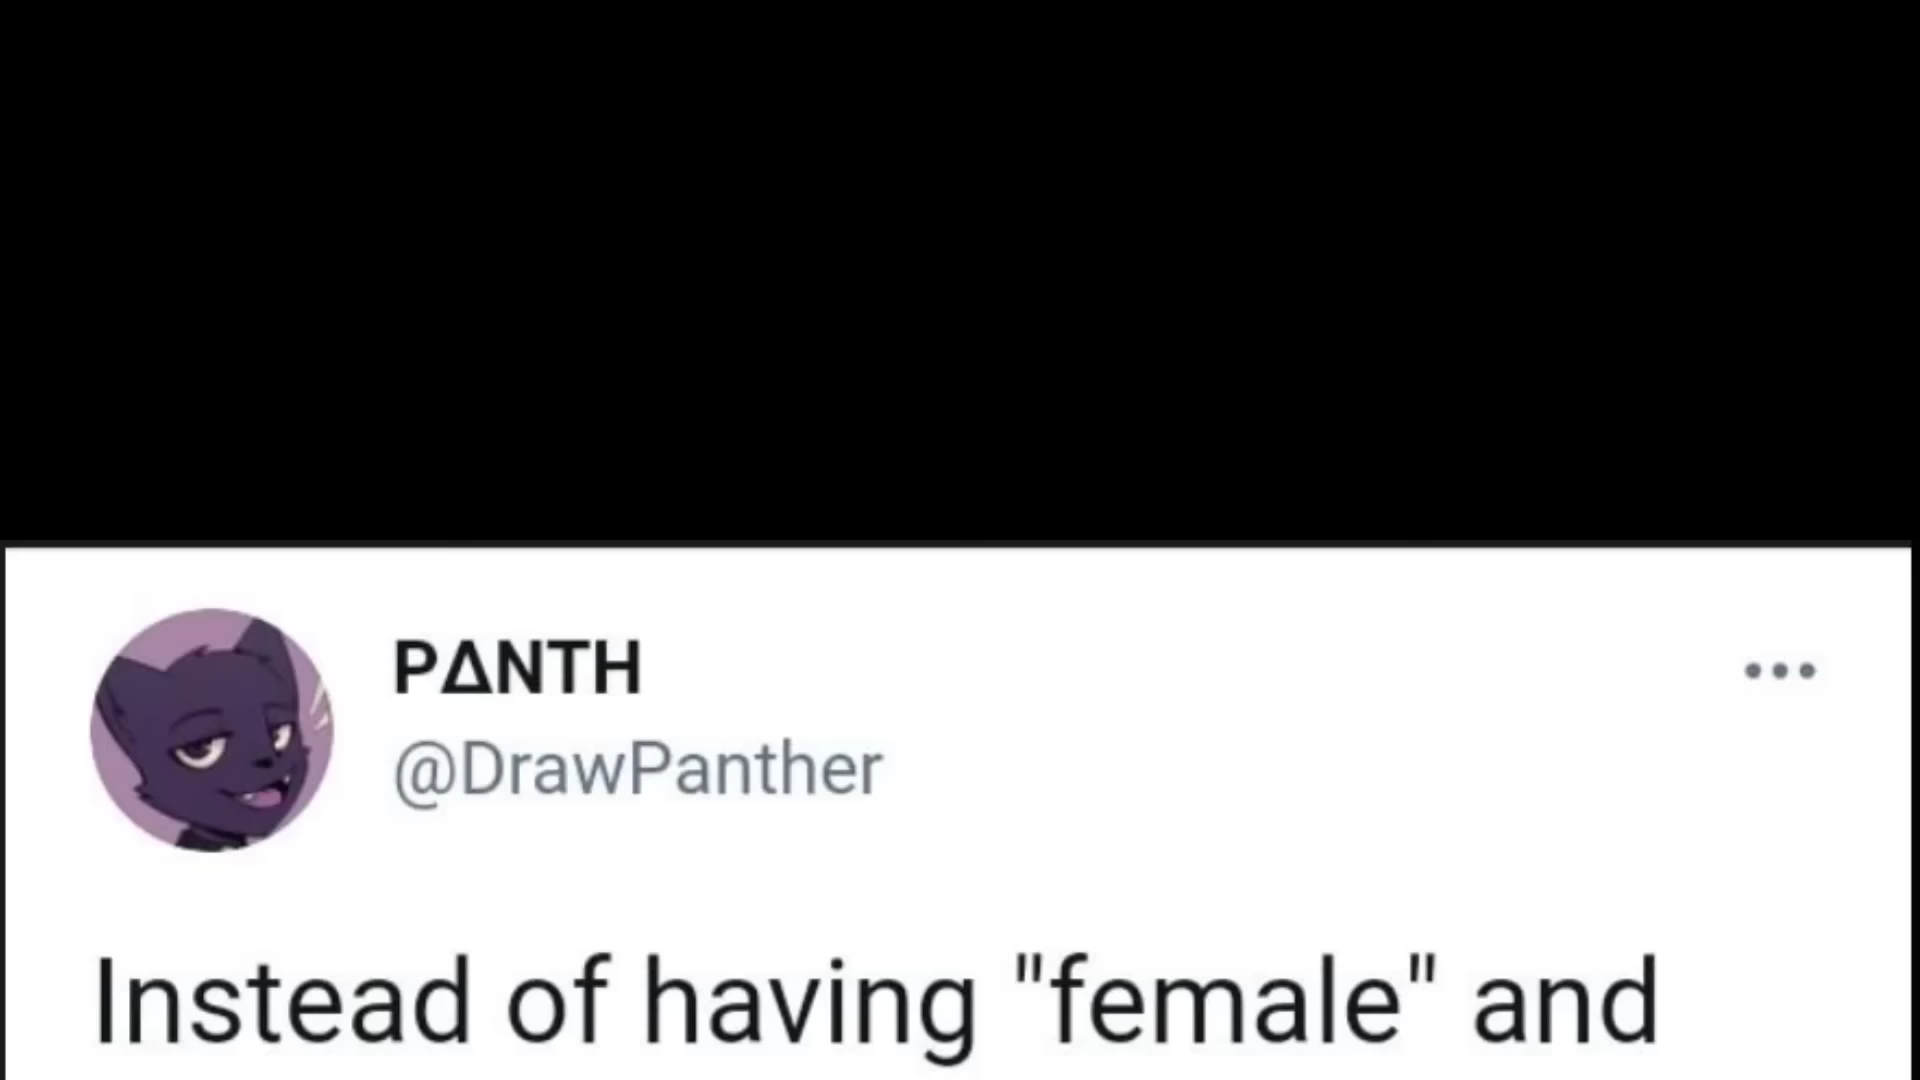 PΔNTH
@DrawPanther
Instead of having "female" and